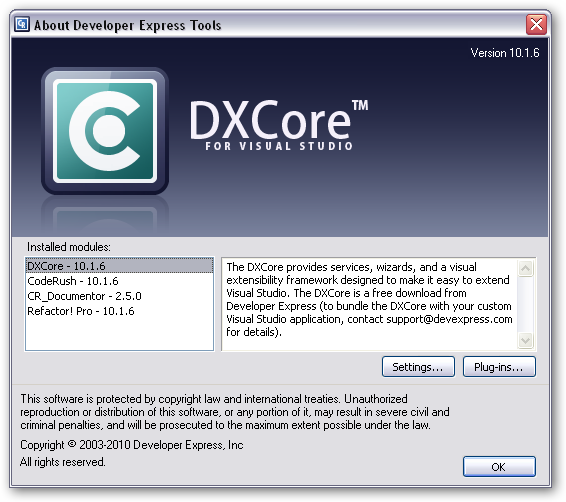 About Developer Express Tools
Version 10.1.6
DXCore™
FOR VISUAL STUDIO
Installed modules:
DXCore - 10.1.6
CodeRush - 10.1.6
CR_Documentor - 2.5.0
Refactor! Pro - 10.1.6
The DXCore provides services, wizards, and a visual
extensibility framework designed to make it easy to extend
Visual Studio. The DXCore is a free download from
Developer Express (to bundle the DXCore with your custom
Visual Studio application, contact support@devexpress.com
for details).
Settings...
Plug-ins...
This software is protected by copyright law and international treaties. Unauthorized
reproduction or distribution of this software, or any portion of it, may result in severe civil and
criminal penalties, and will be prosecuted to the maximum extent possible under the law.
Copyright © 2003-2010 Developer Express, Inc
All rights reserved.
OK